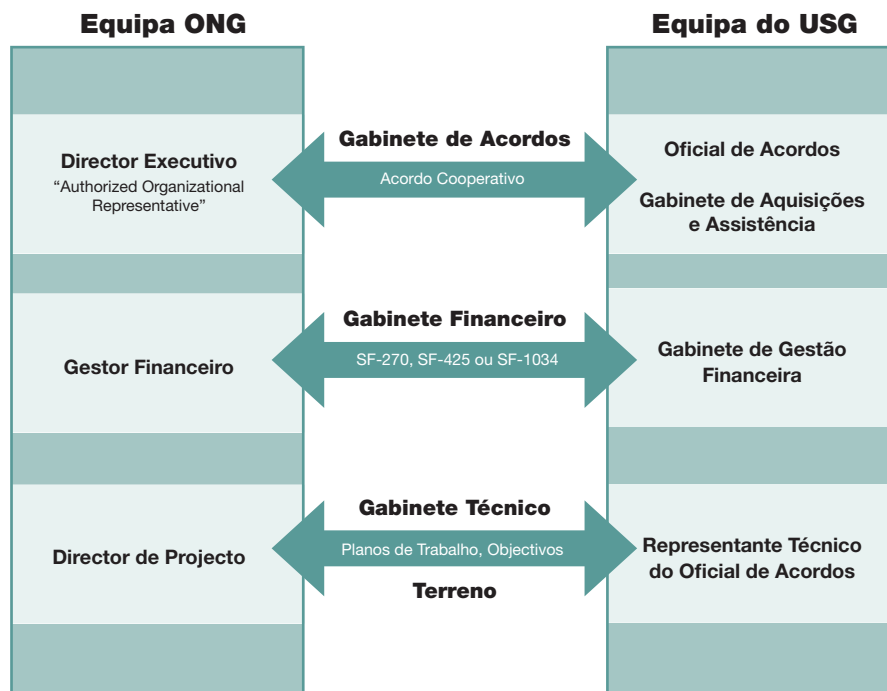 Equipa ONG
Equipa do USG
Director Executivo
“Authorized Organizational
Representative”
Gabinete de Acordos
Acordo Cooperativo
Oficial de Acordos
Gabinete de Aquisições
e Assistência
Gestor Financeiro
Gabinete Financeiro
SF-270, SF-425 ou SF-1034
Gabinete de Gestão
Financeira
Director de Projecto
Gabinete Técnico
Planos de Trabalho, Objectivos
Terreno
Representante Técnico
do Oficial de Acordos